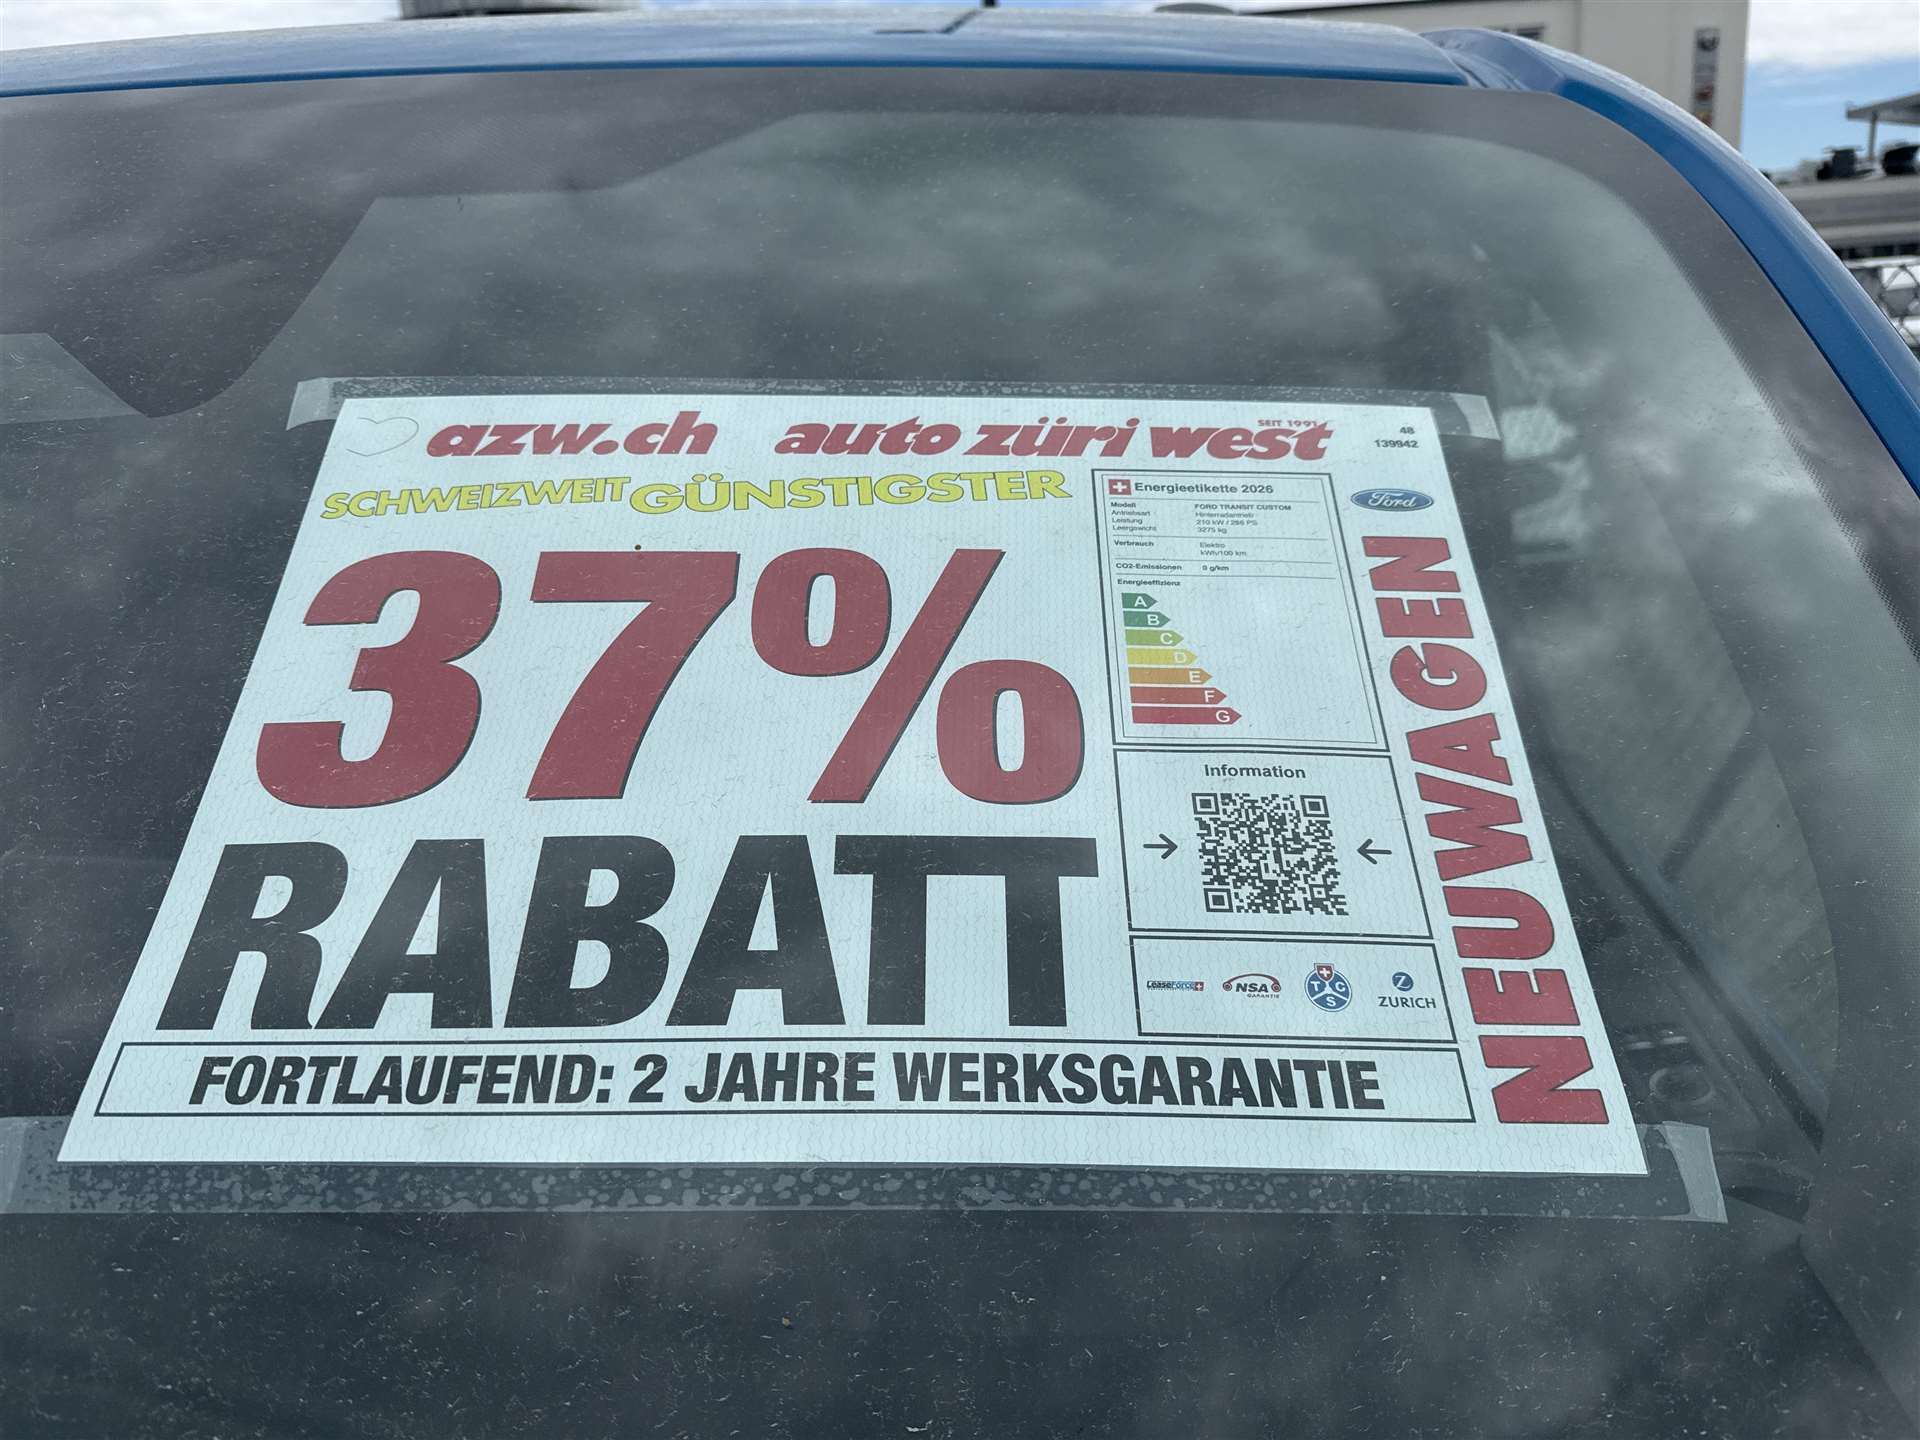 azw.ch auto züri west SEIT 1991
48
139942
SCHWEIZWEIT GÜNSTIGSTER
37%
RABATT
Energieetikette 2026
Modell FORD TRANSIT CUSTOM
Antriebsart Hinterradantrieb
Leistung 210 kW / 286 PS
Leergewicht 3275 kg
Verbrauch Elektro
kWh/100 km
CO2-Emissionen 0 g/km
Energieeffizienz
A
B
C
D
E
F
G
Information
LeaseForce
NSA
GARANTIE
TCS
Z
ZURICH
Ford
NEUWAGEN
FORTLAUFEND: 2 JAHRE WERKSGARANTIE